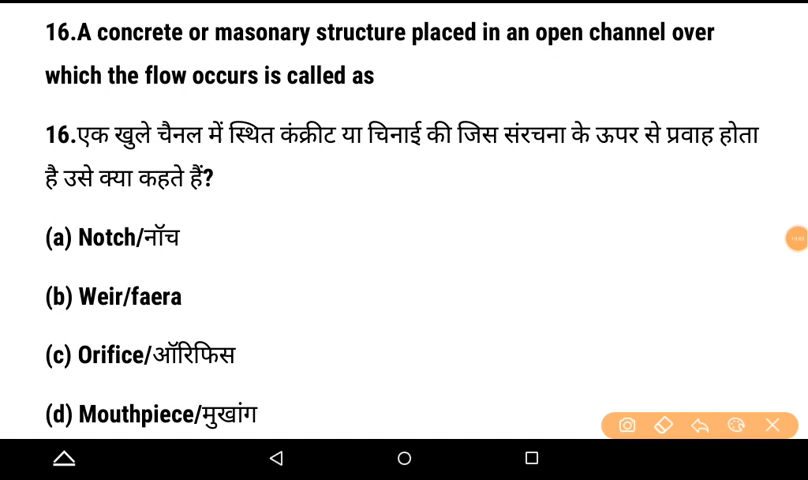 16.A concrete or masonary structure placed in an open channel over
which the flow occurs is called as
16.एक खुले चैनल में स्थित कंक्रीट या चिनाई की जिस संरचना के ऊपर से प्रवाह होता
है उसे क्या कहते हैं?
(a) Notch/नॉच
(b) Weir/faera
(c) Orifice/ऑरिफिस
(d) Mouthpiece/मुखांग